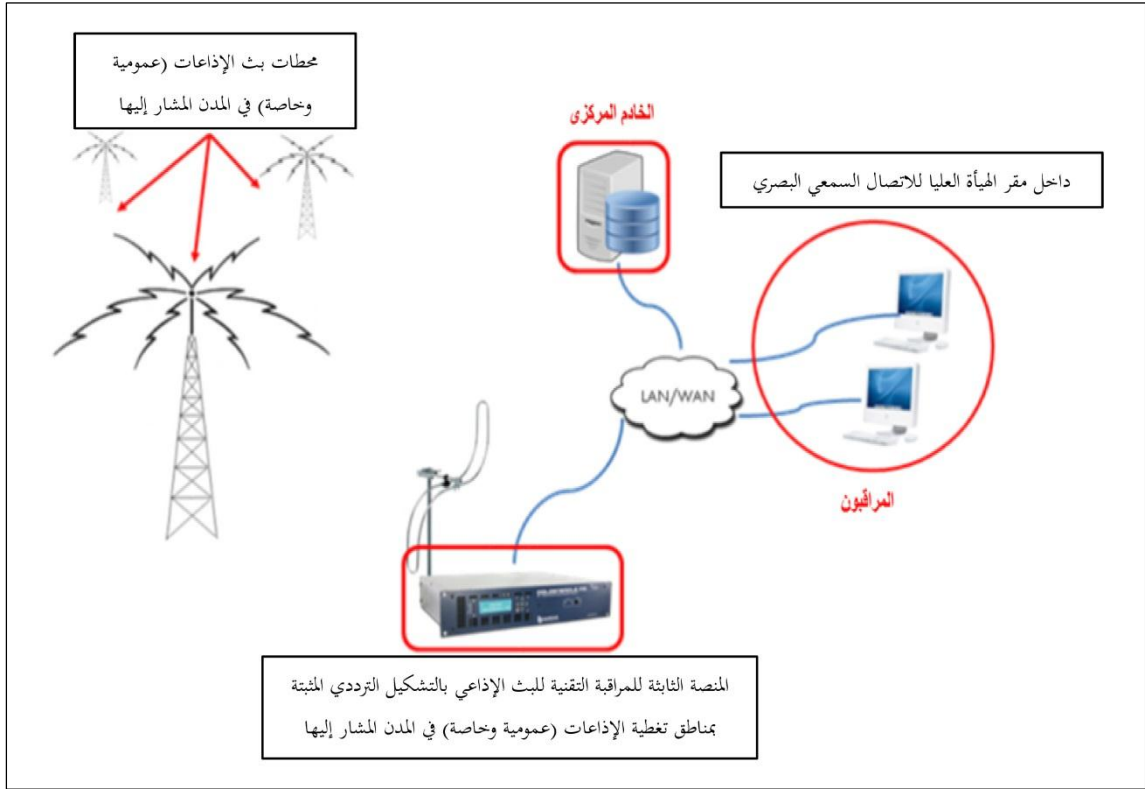 محطات بث الإذاعات (عمومية
وخاصة) في المدن المشار إليها
الخادم المركزى
داخل مقر الهيأة العليا للاتصال السمعي البصري
LAN/WAN
المراقبون
المنصة الثابتة للمراقبة التقنية للبث الإذاعي بالتشكيل الترددي المثبتة
بمناطق تغطية الإذاعات (عمومية وخاصة) في المدن المشار إليها